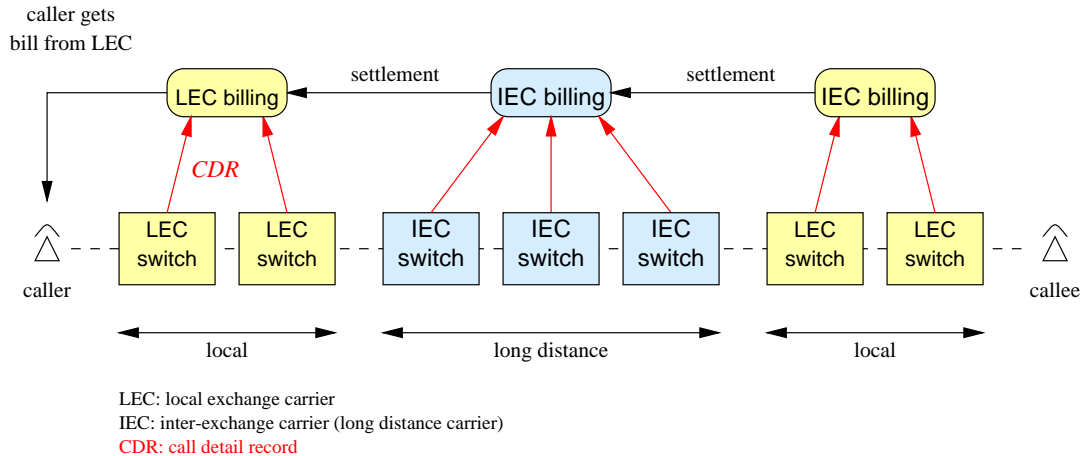 caller gets
bill from LEC
settlement
settlement
LEC billing
IEC billing
IEC billing
CDR
LEC
switch
LEC
switch
IEC
switch
IEC
switch
IEC
switch
LEC
switch
LEC
switch
caller
callee
local
long distance
local
LEC: local exchange carrier
IEC: inter-exchange carrier (long distance carrier)
CDR: call detail record